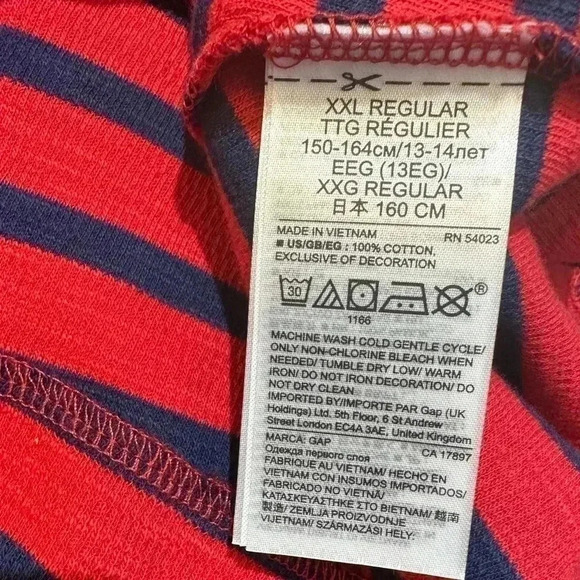 XXL REGULAR
TTG RÉGULIER
150-164см/13-14лет
EEG (13EG)/
XXG REGULAR
日本 160 CM
MADE IN VIETNAM RN 54023
■ US/GB/EG : 100% COTTON,
EXCLUSIVE OF DECORATION
30
®
1166
MACHINE WASH COLD GENTLE CYCLE/
ONLY NON-CHLORINE BLEACH WHEN
NEEDED/ TUMBLE DRY LOW/ WARM
IRON/ DO NOT IRON DECORATION/ DO
NOT DRY CLEAN
IMPORTED BY/IMPORTE PAR Gap (UK
Holdings) Ltd. 5th Floor, 6 St Andrew
Street London EC4A 3AE, United Kingdom
MARCA: GAP CA 17897
Одежда первого слоя
FABRIQUE AU VIETNAM/ HECHO EN
VIETNAM CON INSUMOS IMPORTADOS/
FABRICADO NO VIETNÃ/
ΚΑΤΑΣΚΕΥΑΣΤΗΚΕ ΣΤΟ ΒΙΕΤΝΑΜ/ 越南
製造/ ZEMLJA PROIZVODNJE
VIJETNAM/ SZÁRMAZÁSI HELY: